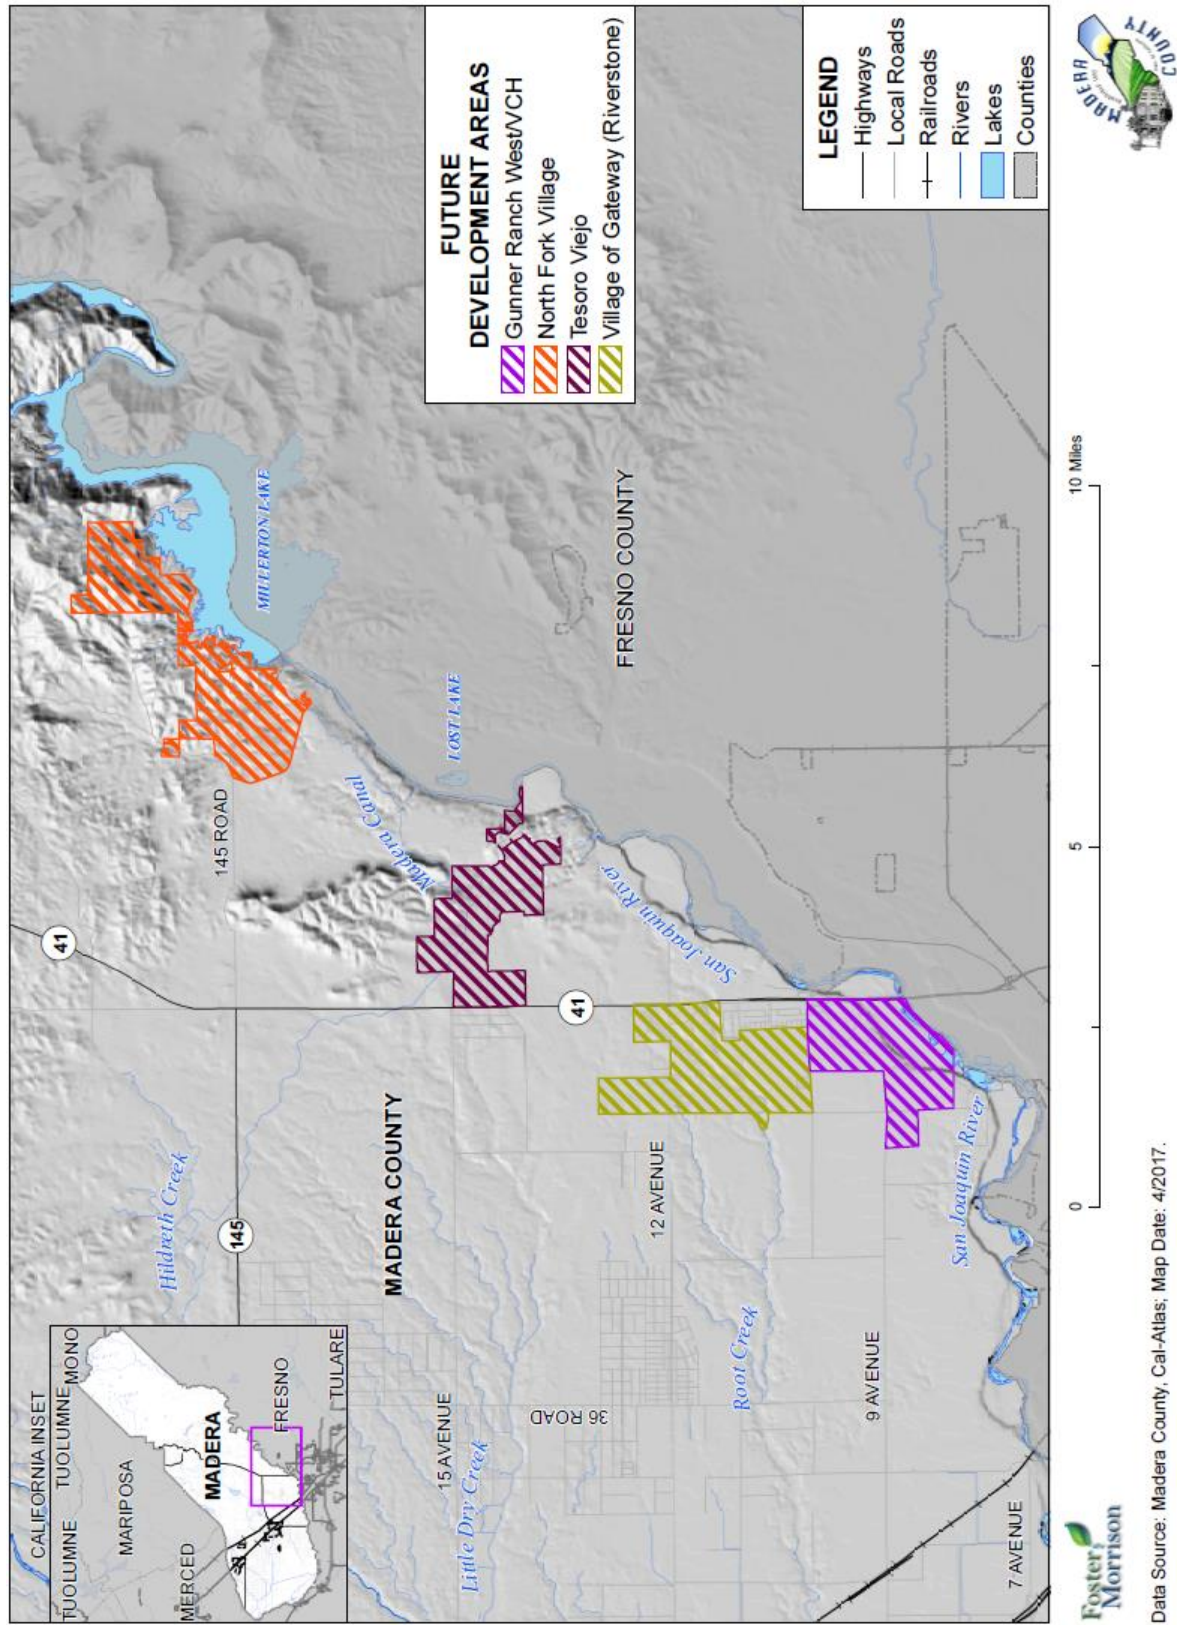 CALIFORNIA INSET
TUOLUMNE
TUOLUMNE
MONO
MARIPOSA
MERCED
MADERA
FRESNO
TULARE
FUTURE
DEVELOPMENT AREAS
Gunner Ranch West/VCH
North Fork Village
Tesoro Viejo
Village of Gateway (Riverstone)
LEGEND
Highways
Local Roads
Railroads
Rivers
Lakes
Counties
41
145 ROAD
MILLERTON LAKE
Hildreth Creek
145
Madera Canal
LOST LAKE
MADERA COUNTY
15 AVENUE
Little Dry Creek
41
FRESNO COUNTY
36 ROAD
12 AVENUE
San Joaquin River
Root Creek
9 AVENUE
San Joaquin River
7 AVENUE
Foster
Morrison
0
5
10 Miles
MADERA
COUNTY
Data Source: Madera County, Cal-Atlas; Map Date: 4/2017.